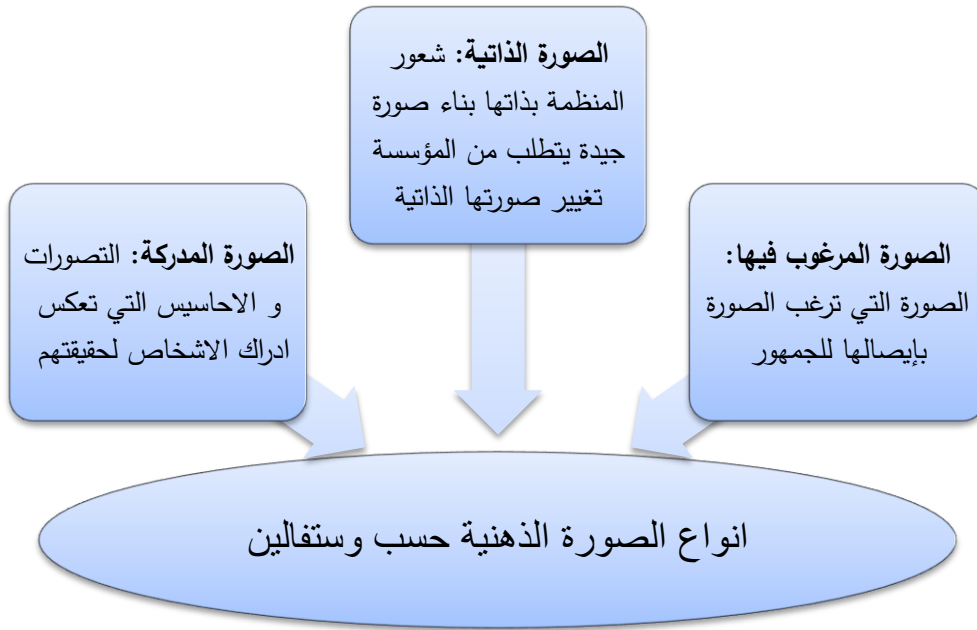 الصورة الذاتية: شعور
المنظمة بذاتها بناء صورة
جيدة يتطلب من المؤسسة
تغيير صورتها الذاتية
الصورة المرغوب فيها:
الصورة التي ترغب الصورة
بإيصالها للجمهور
الصورة المدركة: التصورات
و الاحاسيس التي تعكس
ادراك الاشخاص لحقيقتهم
انواع الصورة الذهنية حسب وستفالين